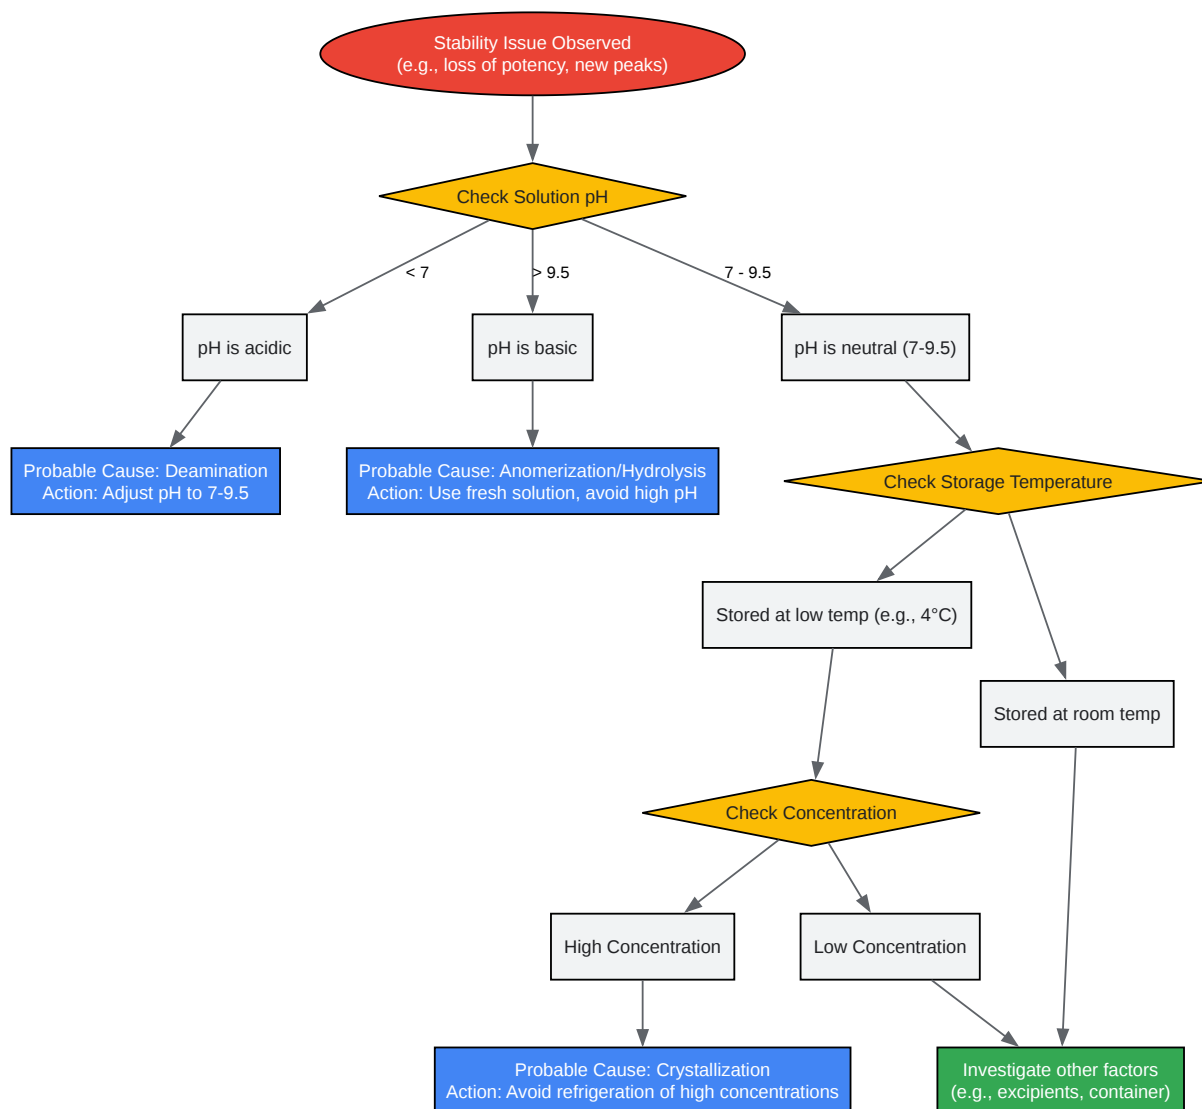 Stability Issue Observed
(e.g., loss of potency, new peaks)
Check Solution pH
< 7
> 9.5
7 - 9.5
pH is acidic
pH is basic
pH is neutral (7-9.5)
Probable Cause: Deamination
Action: Adjust pH to 7-9.5
Probable Cause: Anomerization/Hydrolysis
Action: Use fresh solution, avoid high pH
Check Storage Temperature
Stored at low temp (e.g., 4°C)
Stored at room temp
Check Concentration
High Concentration
Low Concentration
Probable Cause: Crystallization
Action: Avoid refrigeration of high concentrations
Investigate other factors
(e.g., excipients, container)